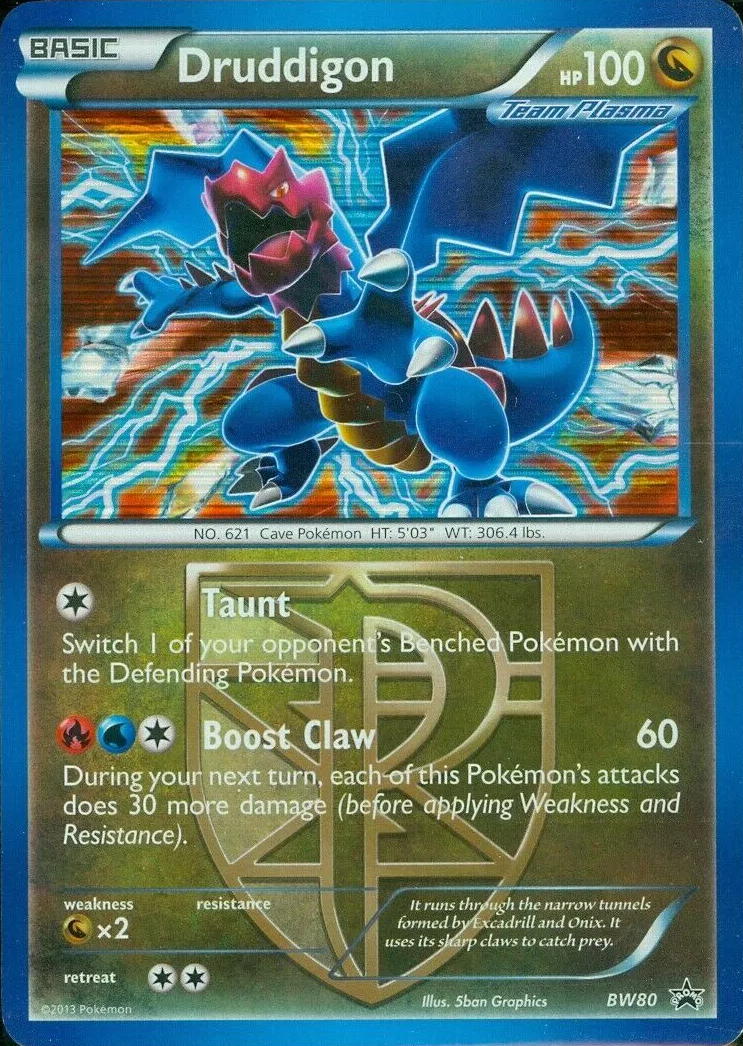 BASIC
Druddigon
HP100
Team Plasma
NO. 621 Cave Pokémon HT: 5'03" WT: 306.4 lbs.
Taunt
Switch 1 of your opponent's Benched Pokémon with
the Defending Pokémon.
Boost Claw 60
During your next turn, each of this Pokémon's attacks
does 30 more damage (before applying Weakness and
Resistance).
weakness resistance
×2
It runs through the narrow tunnels
formed by Excadrill and Onix. It
uses its sharp claws to catch prey.
retreat
©2013 Pokémon
Illus. 5ban Graphics
BW80 PROMO